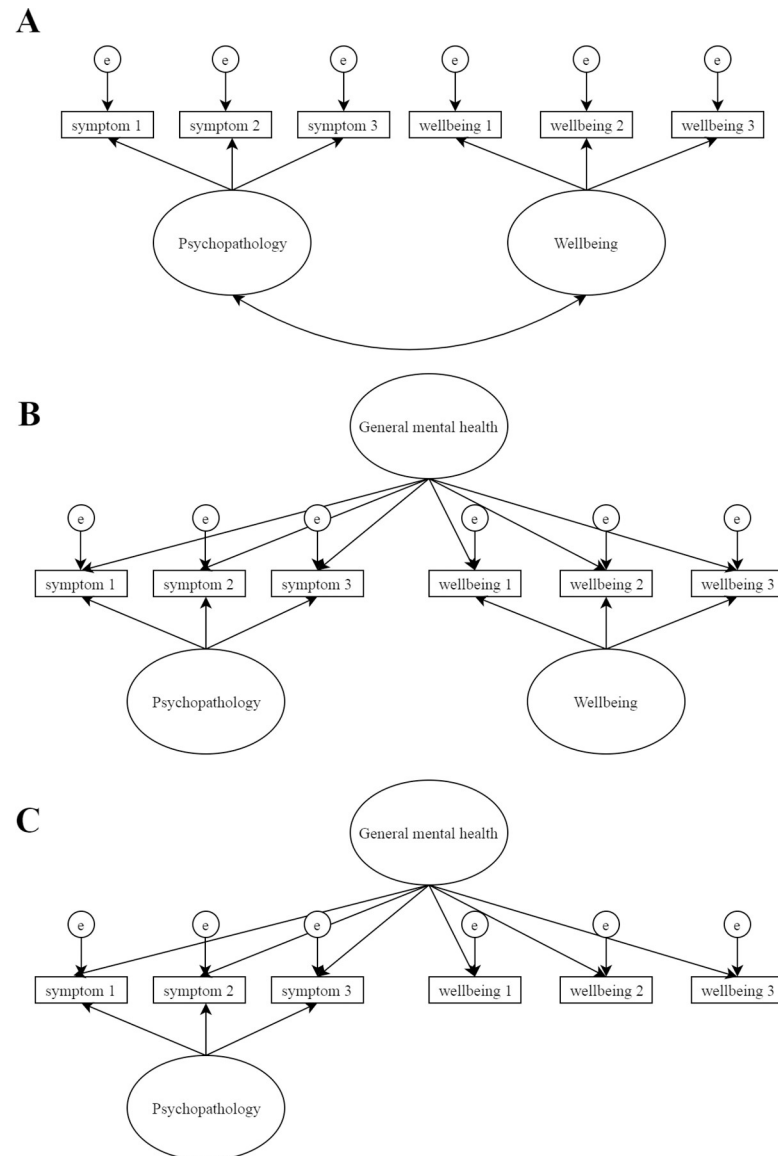 A
e e e e e e
symptom 1 symptom 2 symptom 3 wellbeing 1 wellbeing 2 wellbeing 3
Psychopathology Wellbeing
B
General mental health
e e e e e e
symptom 1 symptom 2 symptom 3 wellbeing 1 wellbeing 2 wellbeing 3
Psychopathology Wellbeing
C
General mental health
e e e e e e
symptom 1 symptom 2 symptom 3 wellbeing 1 wellbeing 2 wellbeing 3
Psychopathology